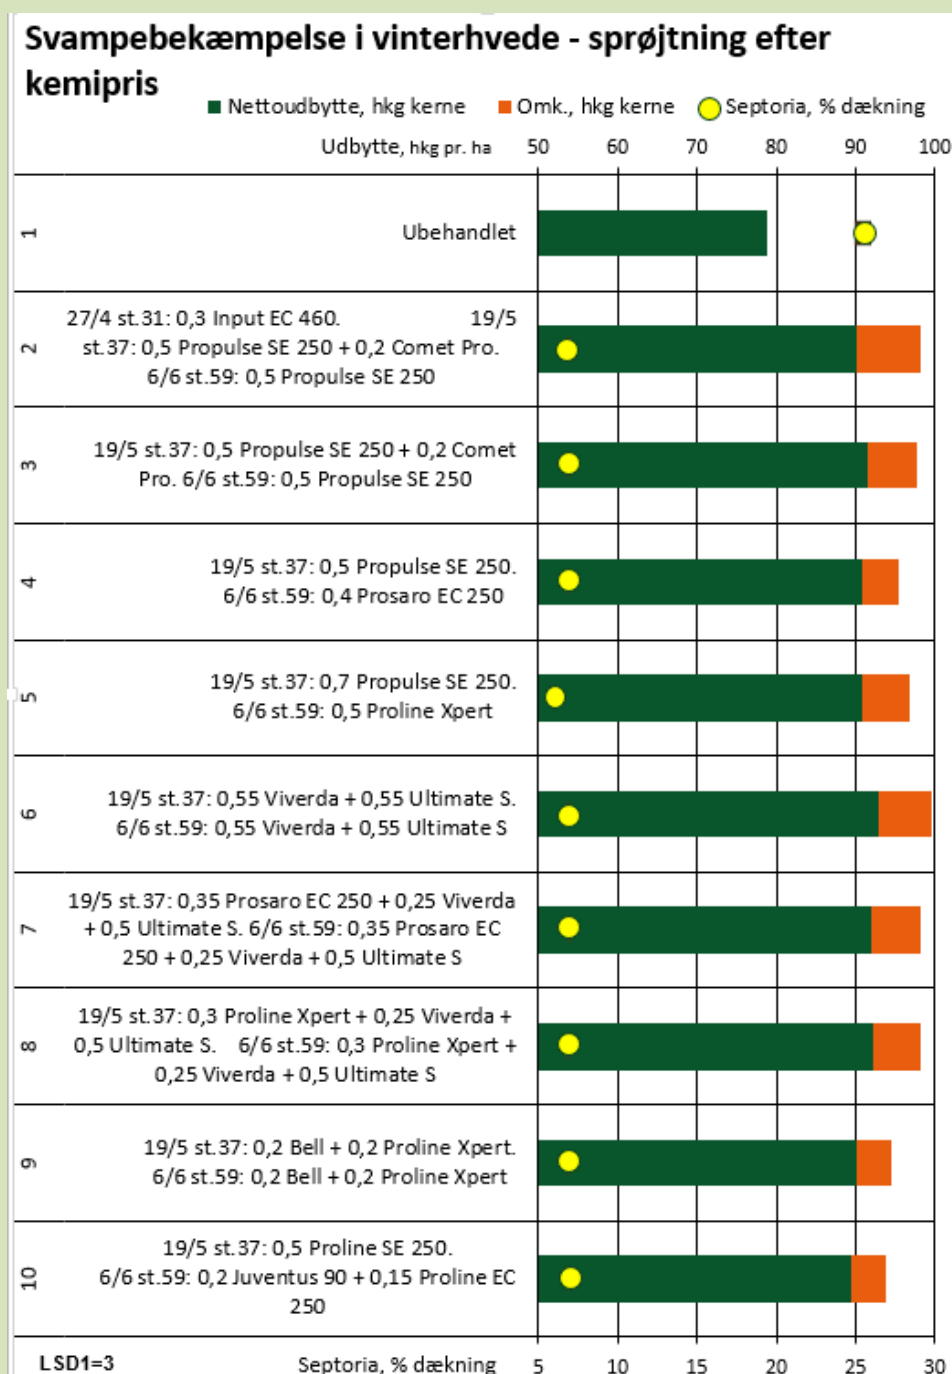 Svampebekæmpelse i vinterhvede - sprøjtning efter
kemipris
Nettoudbytte, hkg kerne Omk., hkg kerne Septoria, % dækning
Udbytte, hkg pr. ha 50 60 70 80 90 100
1 Ubehandlet
27/4 st.31: 0,3 Input EC 460. 19/5
2 st.37: 0,5 Propulse SE 250 + 0,2 Comet Pro.
6/6 st.59: 0,5 Propulse SE 250
19/5 st.37: 0,5 Propulse SE 250 + 0,2 Comet
3 Pro. 6/6 st.59: 0,5 Propulse SE 250
19/5 st.37: 0,5 Propulse SE 250.
4 6/6 st.59: 0,4 Prosaro EC 250
19/5 st.37: 0,7 Propulse SE 250.
5 6/6 st.59: 0,5 Proline Xpert
19/5 st.37: 0,55 Viverda + 0,55 Ultimate S.
6 6/6 st.59: 0,55 Viverda + 0,55 Ultimate S
19/5 st.37: 0,35 Prosaro EC 250 + 0,25 Viverda
7 + 0,5 Ultimate S. 6/6 st.59: 0,35 Prosaro EC
250 + 0,25 Viverda + 0,5 Ultimate S
19/5 st.37: 0,3 Proline Xpert + 0,25 Viverda +
8 0,5 Ultimate S. 6/6 st.59: 0,3 Proline Xpert +
0,25 Viverda + 0,5 Ultimate S
19/5 st.37: 0,2 Bell + 0,2 Proline Xpert.
9 6/6 st.59: 0,2 Bell + 0,2 Proline Xpert
19/5 st.37: 0,5 Proline SE 250.
10 6/6 st.59: 0,2 Juventus 90 + 0,15 Proline EC
250
LSD1=3 Septoria, % dækning 5 10 15 20 25 30